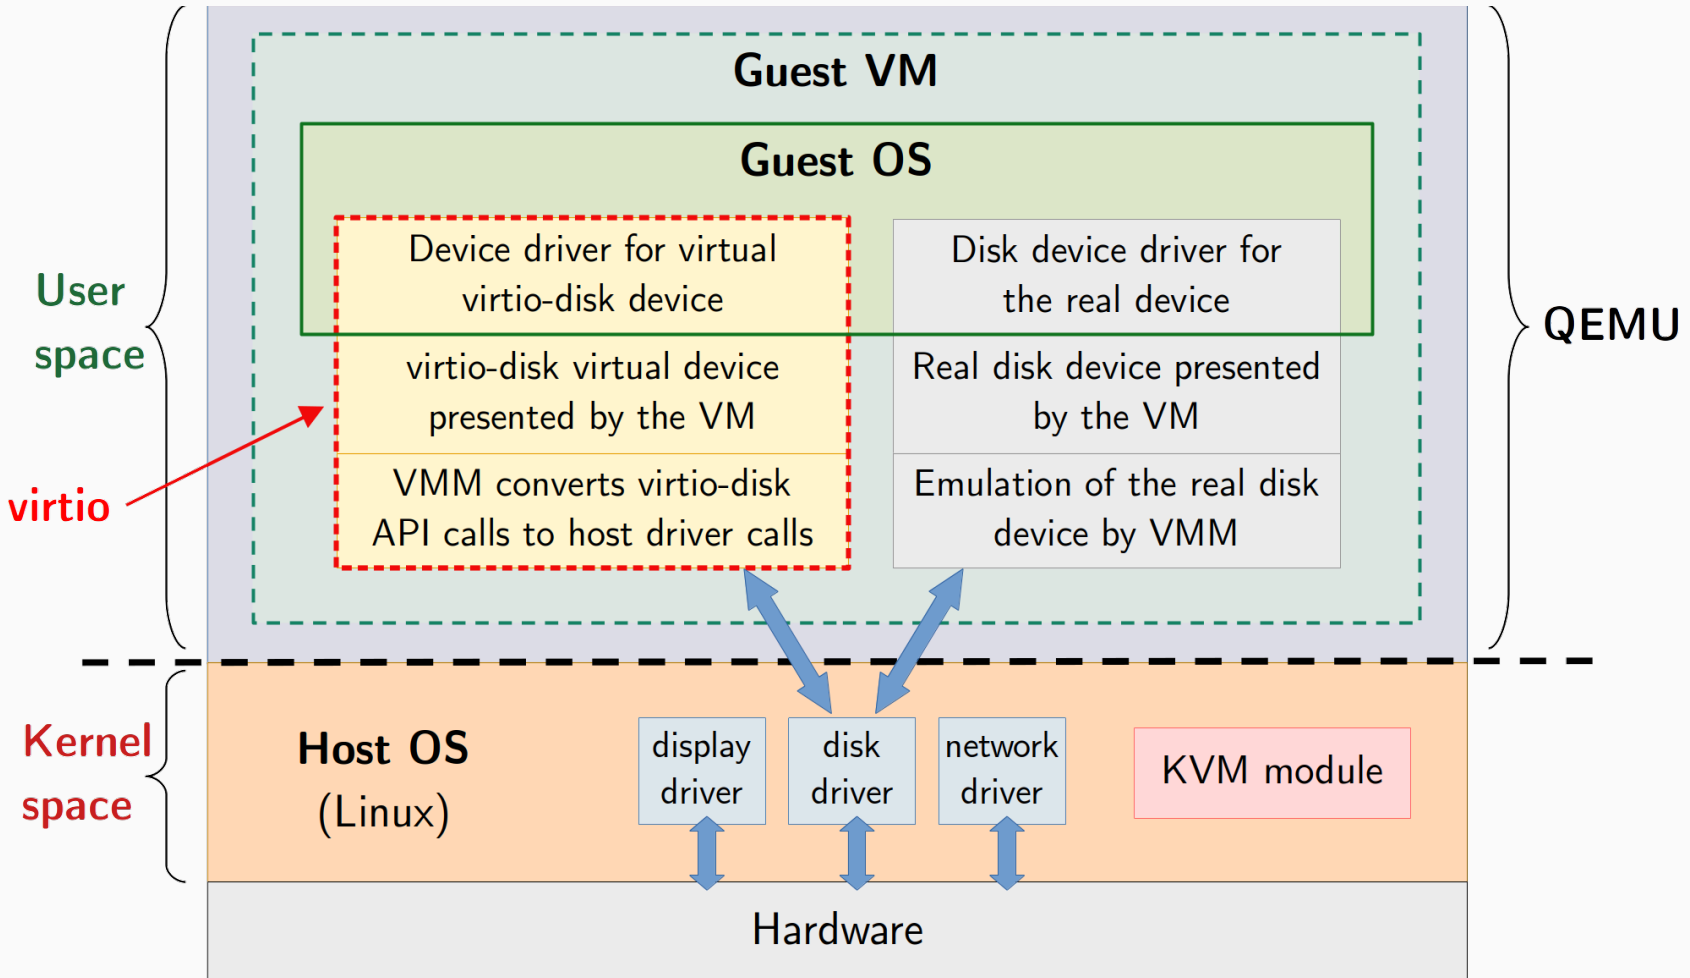 Guest VM
Guest OS
Device driver for virtual
virtio-disk device
Disk device driver for
the real device
virtio-disk virtual device
presented by the VM
Real disk device presented
by the VM
VMM converts virtio-disk
API calls to host driver calls
Emulation of the real disk
device by VMM
User
space
QEMU
virtio
Kernel
space
Host OS
(Linux)
display
driver
disk
driver
network
driver
KVM module
Hardware